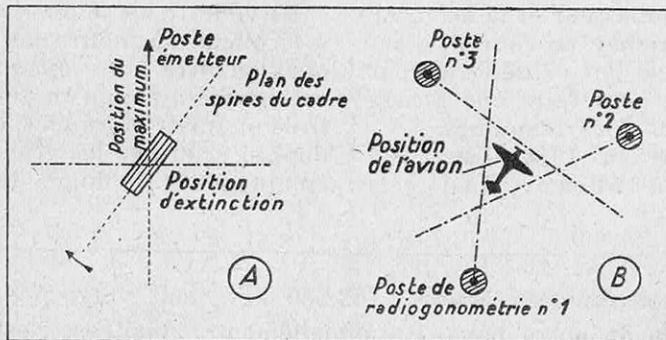 Position du
maximum
Poste
émetteur
Plan des
spires du cadre
Position
d'extinction
A
Poste
n°3
Poste
n°2
Position
de l'avion
Poste de
radiogonométrie n°1
B